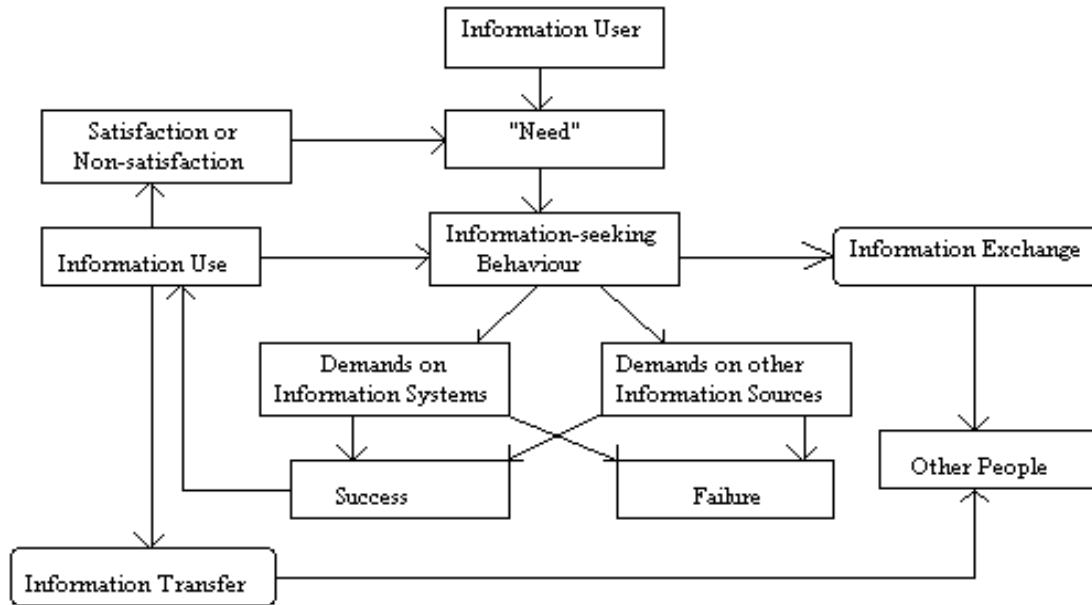 Information User
"Need"
Satisfaction or
Non-satisfaction
Information-seeking
Behaviour
Information Exchange
Information Use
Demands on
Information Systems
Demands on other
Information Sources
Other People
Success
Failure
Information Transfer